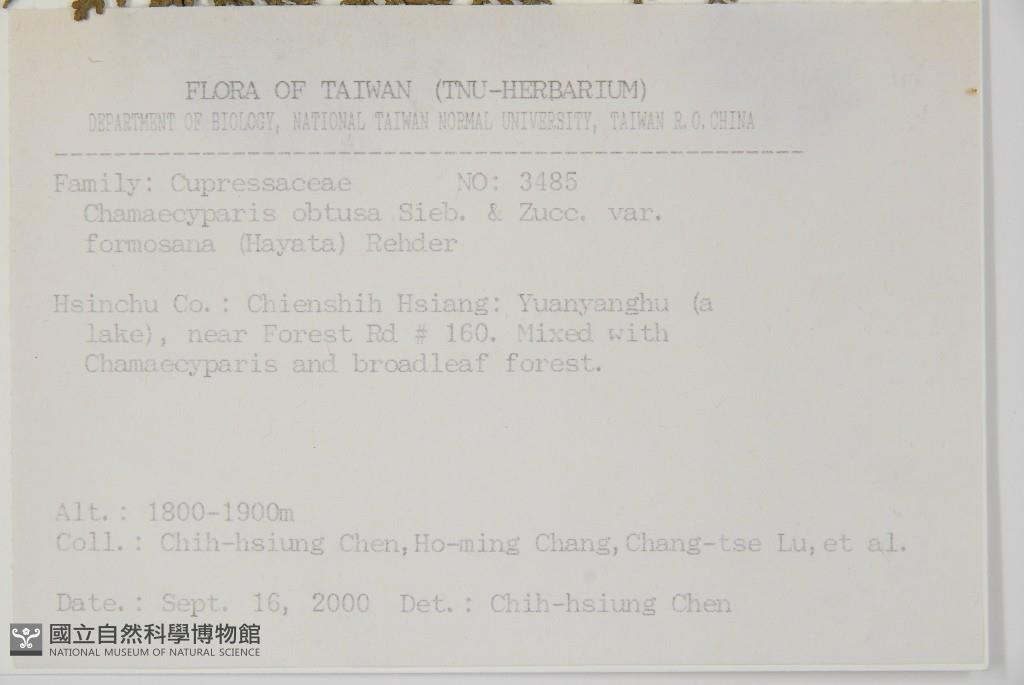 FLORA OF TAIWAN (TNU-HERBARIUM)
DEPARTMENT OF BIOLOGY, NATIONAL TAIWAN NORMAL UNIVERSITY, TAIWAN R.O.CHINA
Family: Cupressaceae NO: 3485
Chamaecyparis obtusa Sieb. & Zucc. var.
formosana (Hayata) Rehder
Hsinchu Co.: Chienshih Hsiang: Yuanyanghu (a
lake), near Forest Rd # 160. Mixed with
Chamaecyparis and broadleaf forest.
Alt.: 1800-1900m
Coll.: Chih-hsiung Chen, Ho-ming Chang, Chang-tse Lu, et al.
Date.: Sept. 16, 2000 Det.: Chih-hsiung Chen
國立自然科學博物館
NATIONAL MUSEUM OF NATURAL SCIENCE